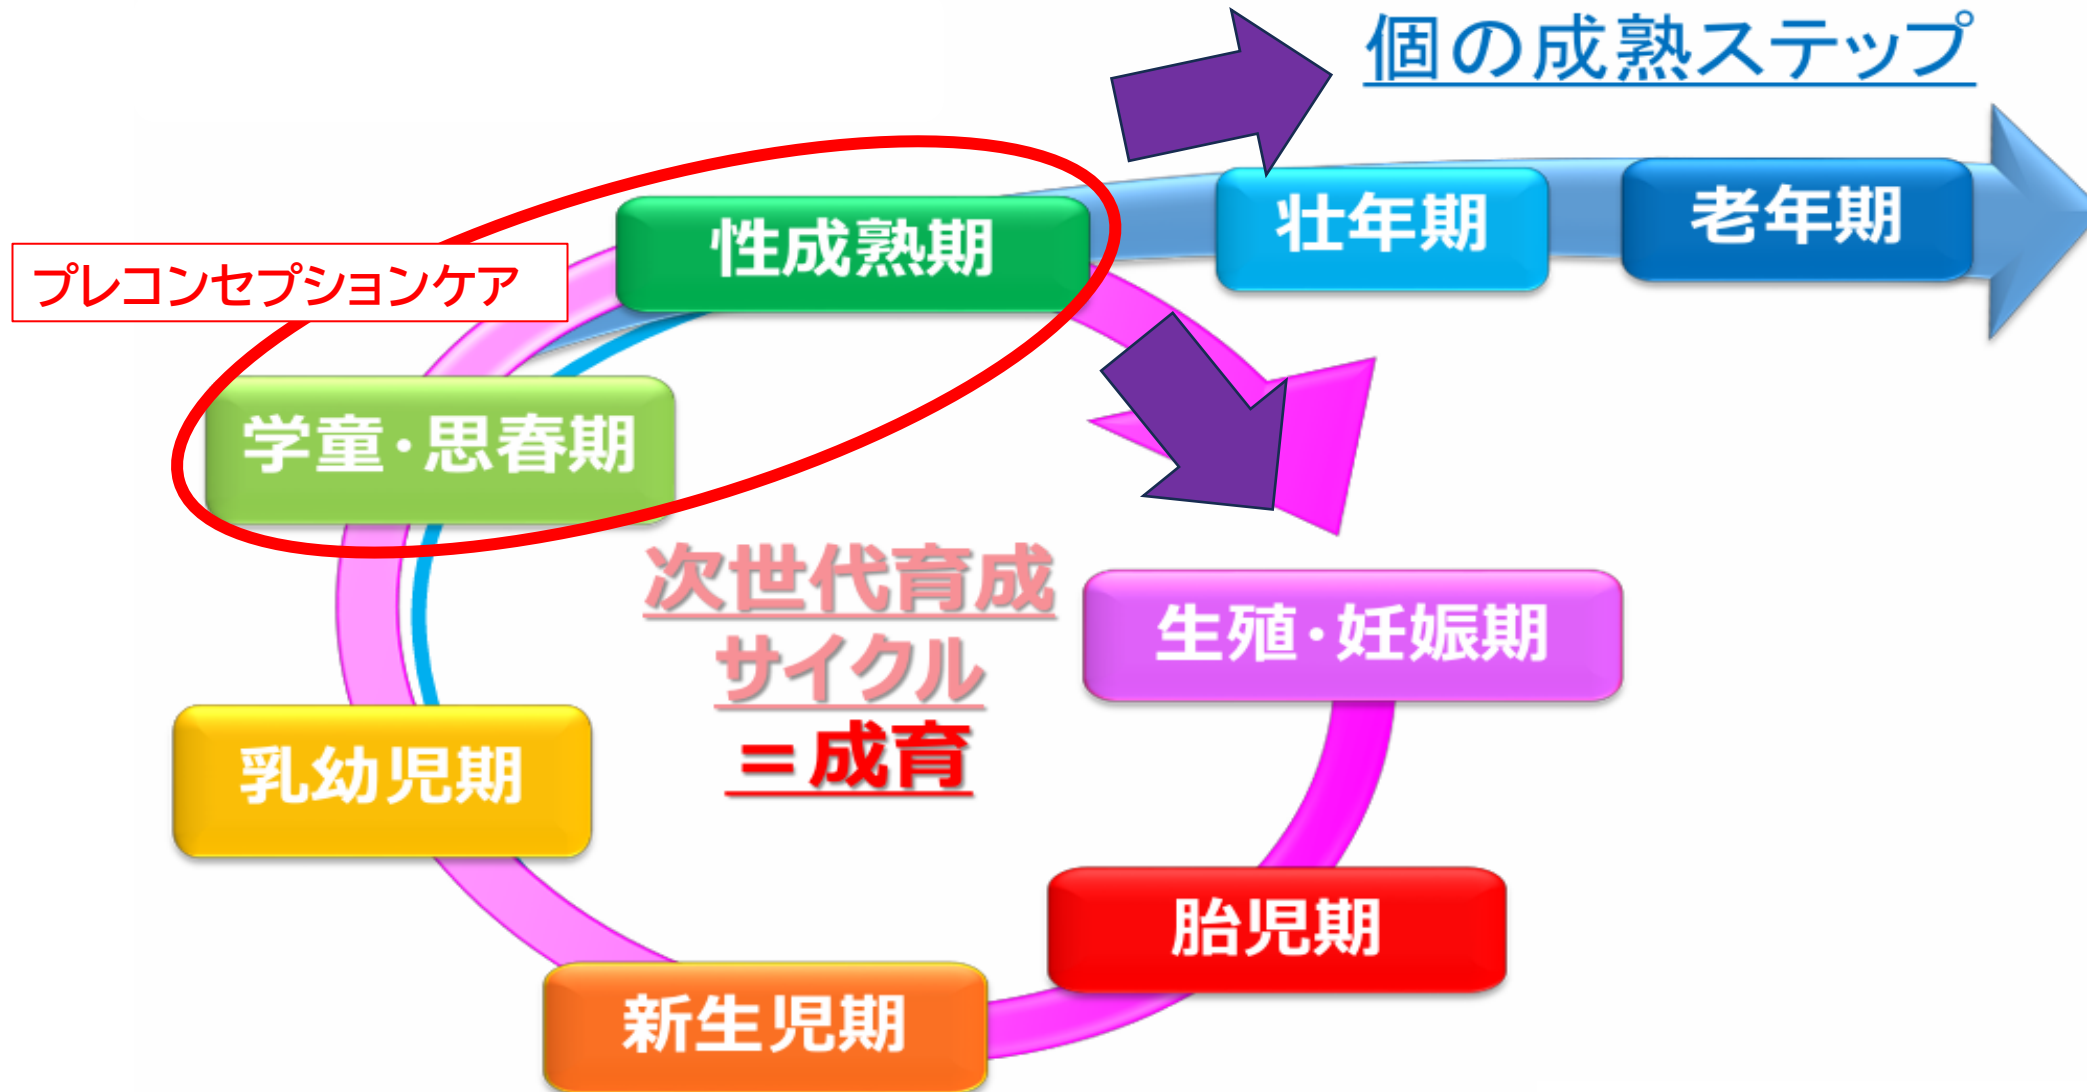 個の成熟ステップ
性成熟期
壮年期
老年期
プレコンセプションケア
学童・思春期
次世代育成
サイクル
＝成育
生殖・妊娠期
乳幼児期
胎児期
新生児期